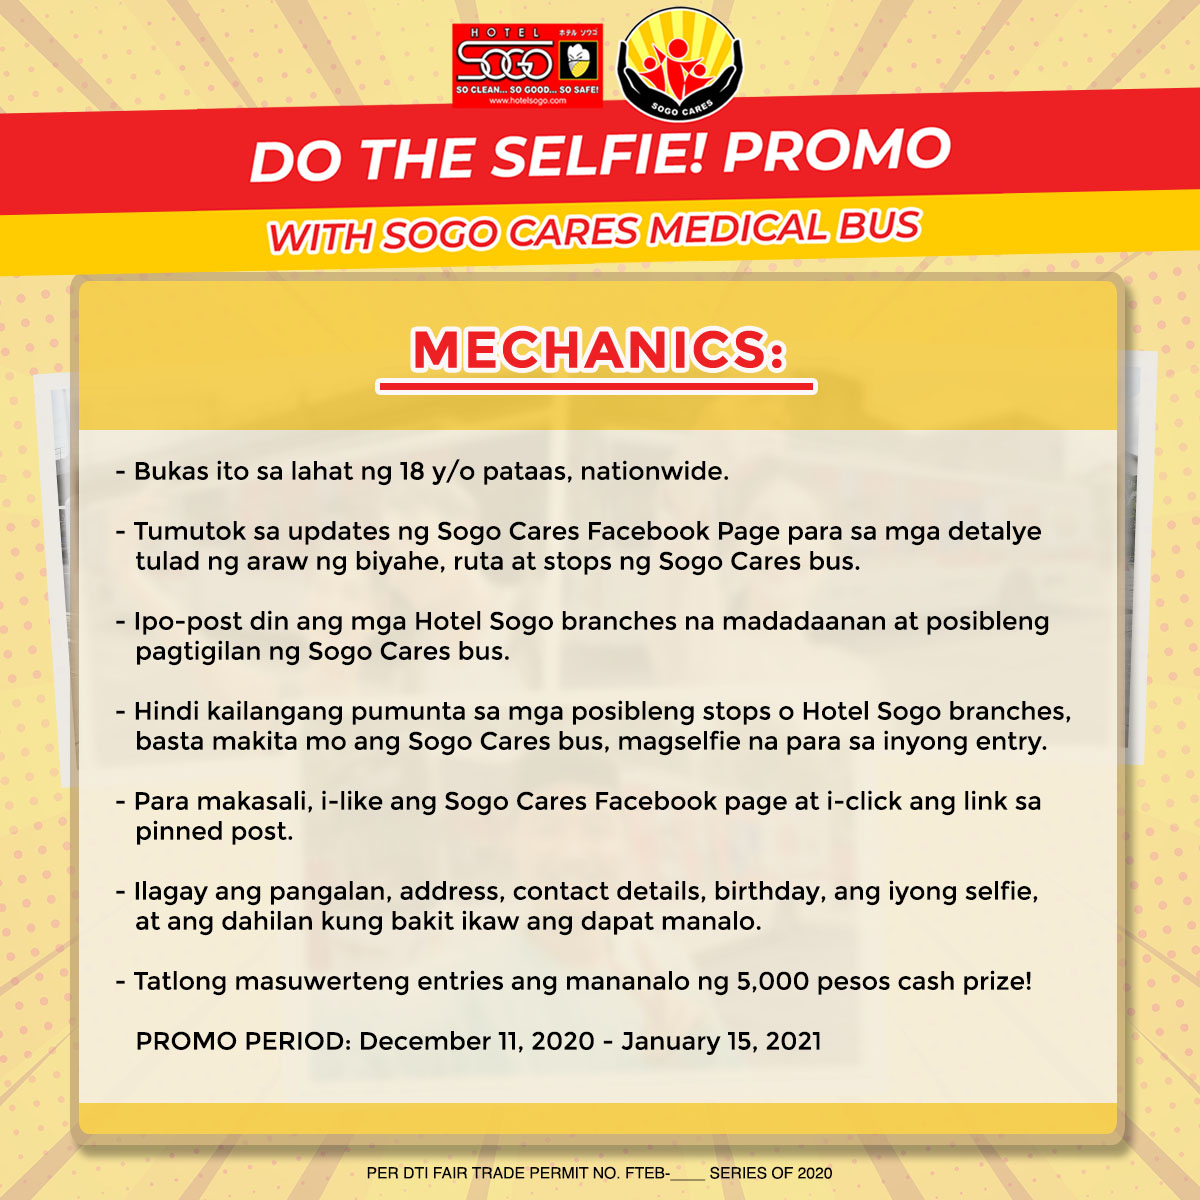 HOTEL
ホテル ソウゴ
SOGO
SO CLEAN... SO GOOD... SO SAFE!
www.hotelsogo.com
SOGO CARES
DO THE SELFIE! PROMO
WITH SOGO CARES MEDICAL BUS
MECHANICS:
- Bukas ito sa lahat ng 18 y/o pataas, nationwide.
- Tumutok sa updates ng Sogo Cares Facebook Page para sa mga detalye
tulad ng araw ng biyahe, ruta at stops ng Sogo Cares bus.
- Ipo-post din ang mga Hotel Sogo branches na madadaanan at posibleng
pagtigilan ng Sogo Cares bus.
- Hindi kailangang pumunta sa mga posibleng stops o Hotel Sogo branches,
basta makita mo ang Sogo Cares bus, magselfie na para sa inyong entry.
- Para makasali, i-like ang Sogo Cares Facebook page at i-click ang link sa
pinned post.
- Ilagay ang pangalan, address, contact details, birthday, ang iyong selfie,
at ang dahilan kung bakit ikaw ang dapat manalo.
- Tatlong masuwerteng entries ang mananalo ng 5,000 pesos cash prize!
PROMO PERIOD: December 11, 2020 - January 15, 2021
PER DTI FAIR TRADE PERMIT NO. FTEB-____ SERIES OF 2020